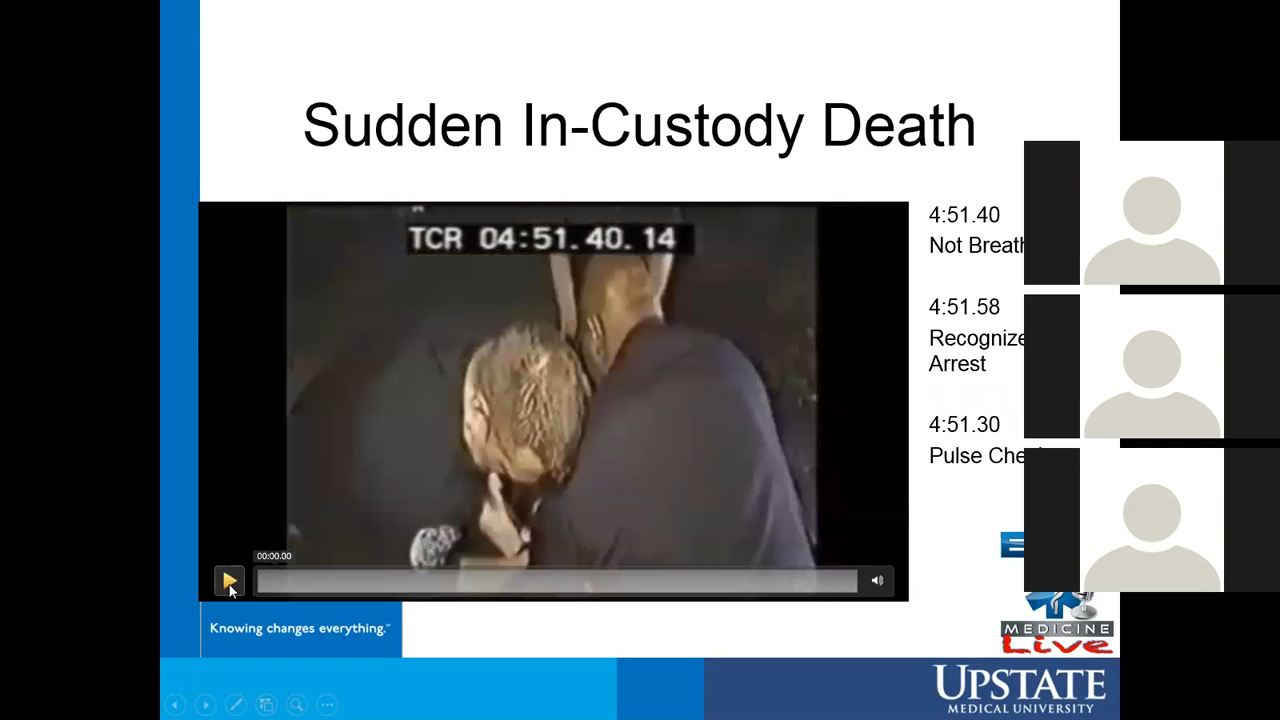 Sudden In-Custody Death
TCR 04:51.40.14
4:51.40
Not Breath
4:51.58
Recognize
Arrest
4:51.30
Pulse Che
00:00.00
Knowing changes everything.™
MEDICINE
Live
UPSTATE
MEDICAL UNIVERSITY